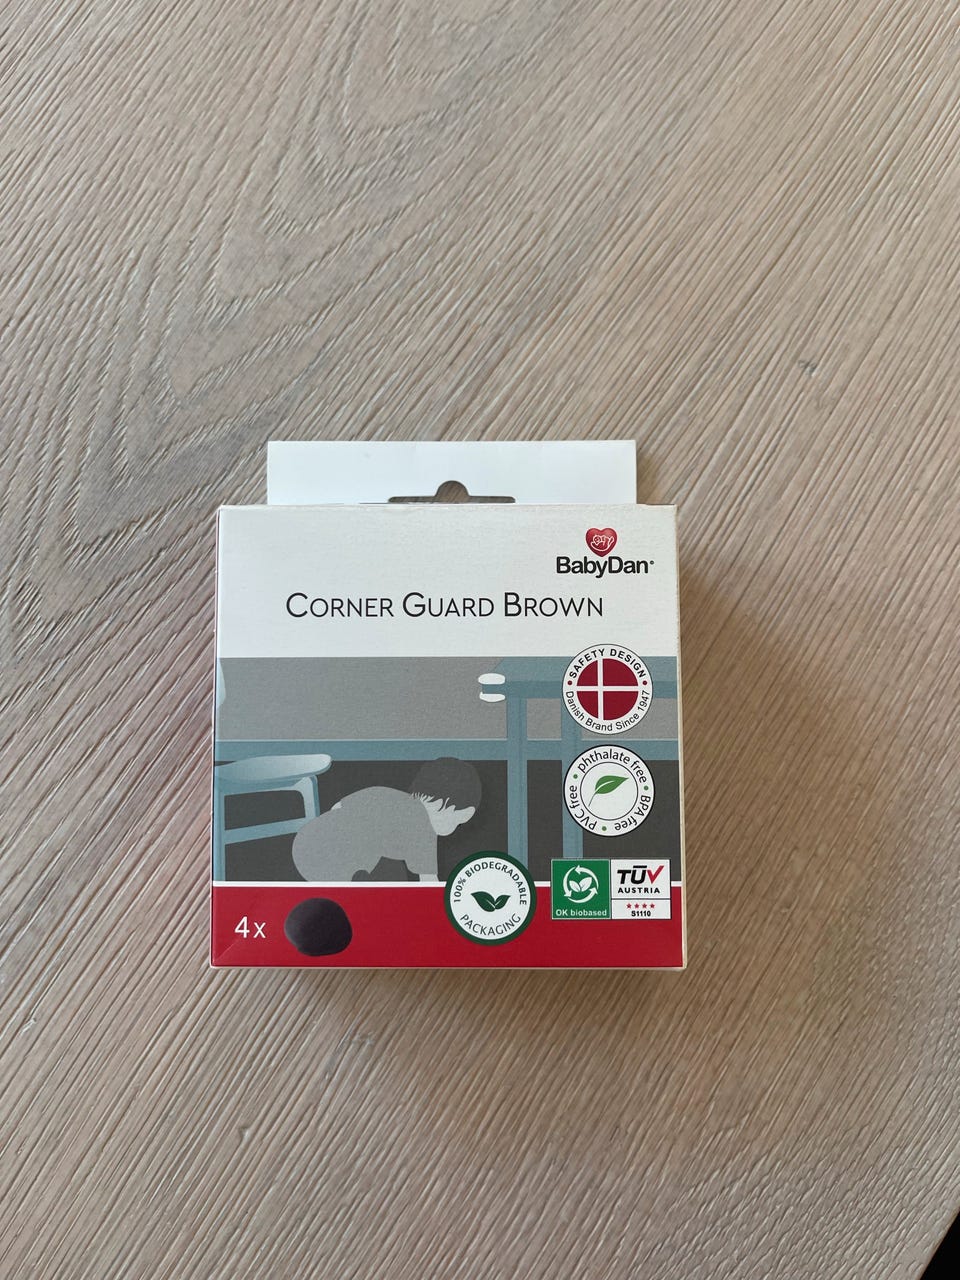 BabyDan
CORNER GUARD BROWN
SAFETY DESIGN
Danish Brand Since 1947
phthalate free
BPA free
PVC free
100% BIODEGRADABLE
PACKAGING
OK biobased
TÜV
AUSTRIA
S1110
4x